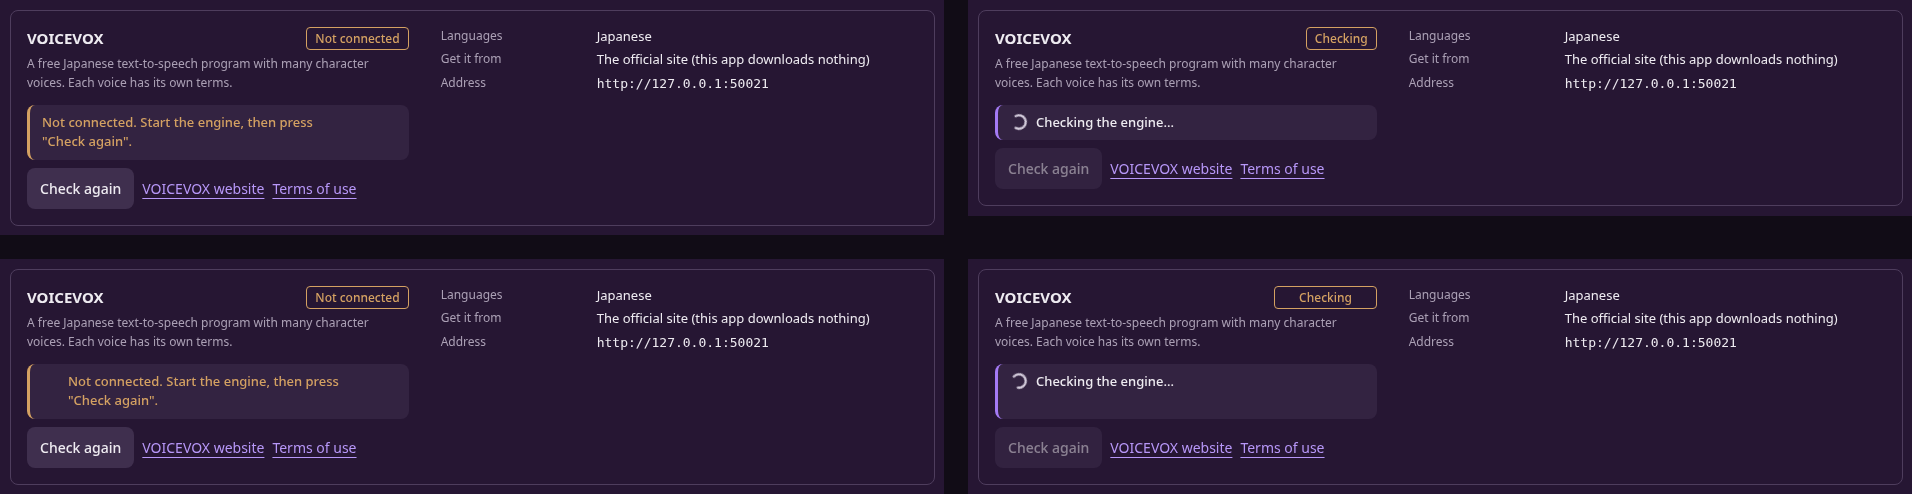 VOICEVOX
Not connected
A free Japanese text-to-speech program with many character
voices. Each voice has its own terms.
Not connected. Start the engine, then press
"Check again".
Check again VOICEVOX website Terms of use
Languages Japanese
Get it from The official site (this app downloads nothing)
Address http://127.0.0.1:50021
VOICEVOX
Checking
A free Japanese text-to-speech program with many character
voices. Each voice has its own terms.
Checking the engine...
Check again VOICEVOX website Terms of use
Languages Japanese
Get it from The official site (this app downloads nothing)
Address http://127.0.0.1:50021
VOICEVOX
Not connected
A free Japanese text-to-speech program with many character
voices. Each voice has its own terms.
Not connected. Start the engine, then press
"Check again".
Check again VOICEVOX website Terms of use
Languages Japanese
Get it from The official site (this app downloads nothing)
Address http://127.0.0.1:50021
VOICEVOX
Checking
A free Japanese text-to-speech program with many character
voices. Each voice has its own terms.
Checking the engine...
Check again VOICEVOX website Terms of use
Languages Japanese
Get it from The official site (this app downloads nothing)
Address http://127.0.0.1:50021